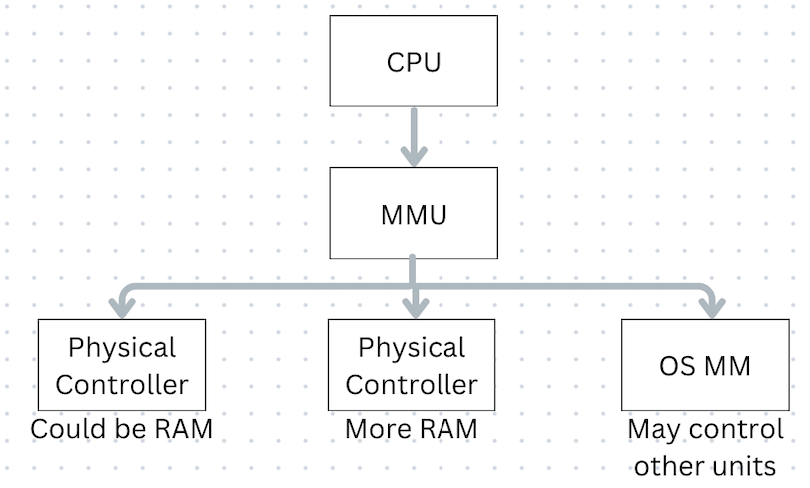 CPU
MMU
Physical
Controller
Could be RAM
Physical
Controller
More RAM
OS MM
May control
other units